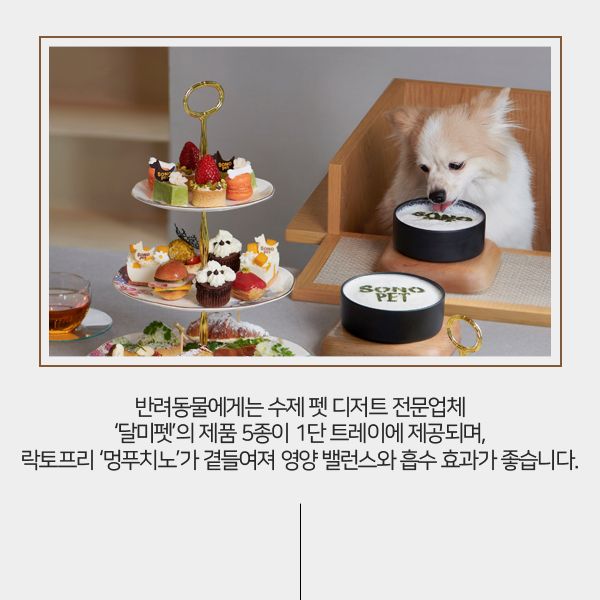 SONO
SONO
PET
반려동물에게는 수제 펫 디저트 전문업체
‘달미펫’의 제품 5종이 1단 트레이에 제공되며,
락토프리 ‘멍푸치노’가 곁들여져 영양 밸런스와 흡수 효과가 좋습니다.